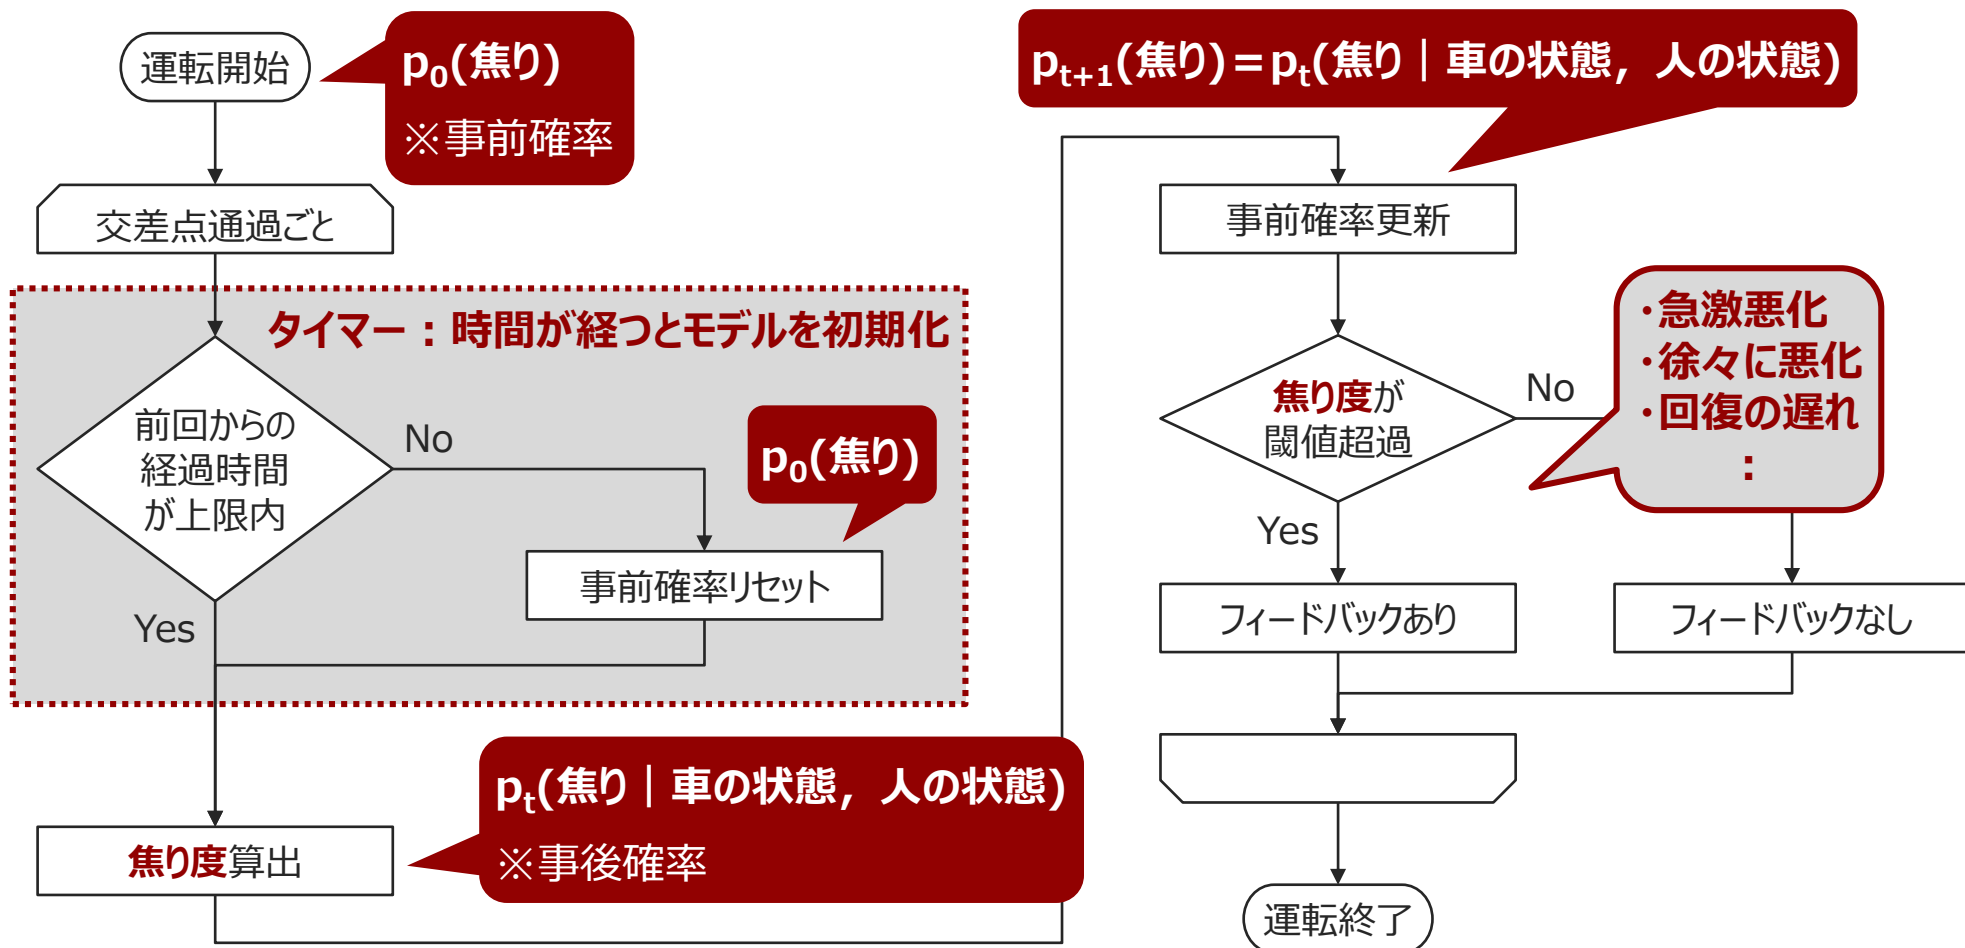 運転開始
p₀(焦り)
※事前確率
交差点通過ごと
タイマー：時間が経つとモデルを初期化
前回からの
経過時間
が上限内
No
Yes
p₀(焦り)
事前確率リセット
焦り度算出
pₜ(焦り｜車の状態，人の状態)
※事後確率
pₜ₊₁(焦り)＝pₜ(焦り｜車の状態，人の状態)
事前確率更新
焦り度が
閾値超過
No
Yes
・急激悪化
・徐々に悪化
・回復の遅れ
：
フィードバックあり
フィードバックなし
運転終了